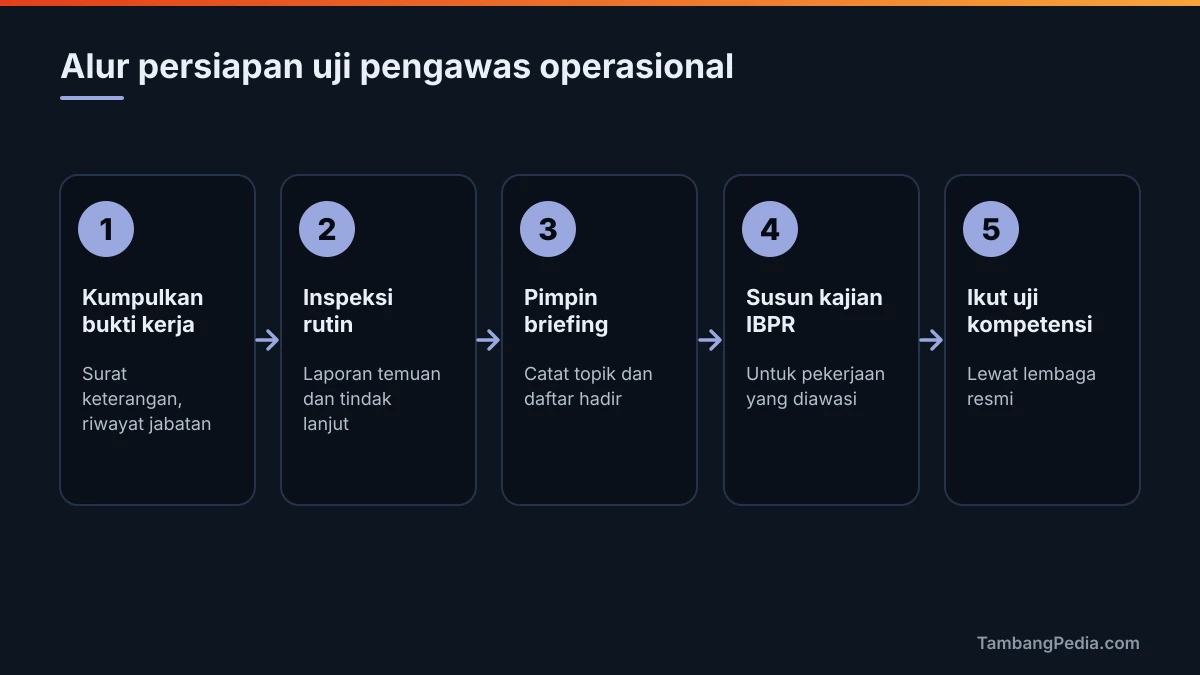 Alur persiapan uji pengawas operasional
1
Kumpulkan
bukti kerja
Surat
keterangan,
riwayat jabatan
2
Inspeksi
rutin
Laporan temuan
dan tindak
lanjut
3
Pimpin
briefing
Catat topik dan
daftar hadir
4
Susun kajian
IBPR
Untuk pekerjaan
yang diawasi
5
Ikut uji
kompetensi
Lewat lembaga
resmi
TambangPedia.com